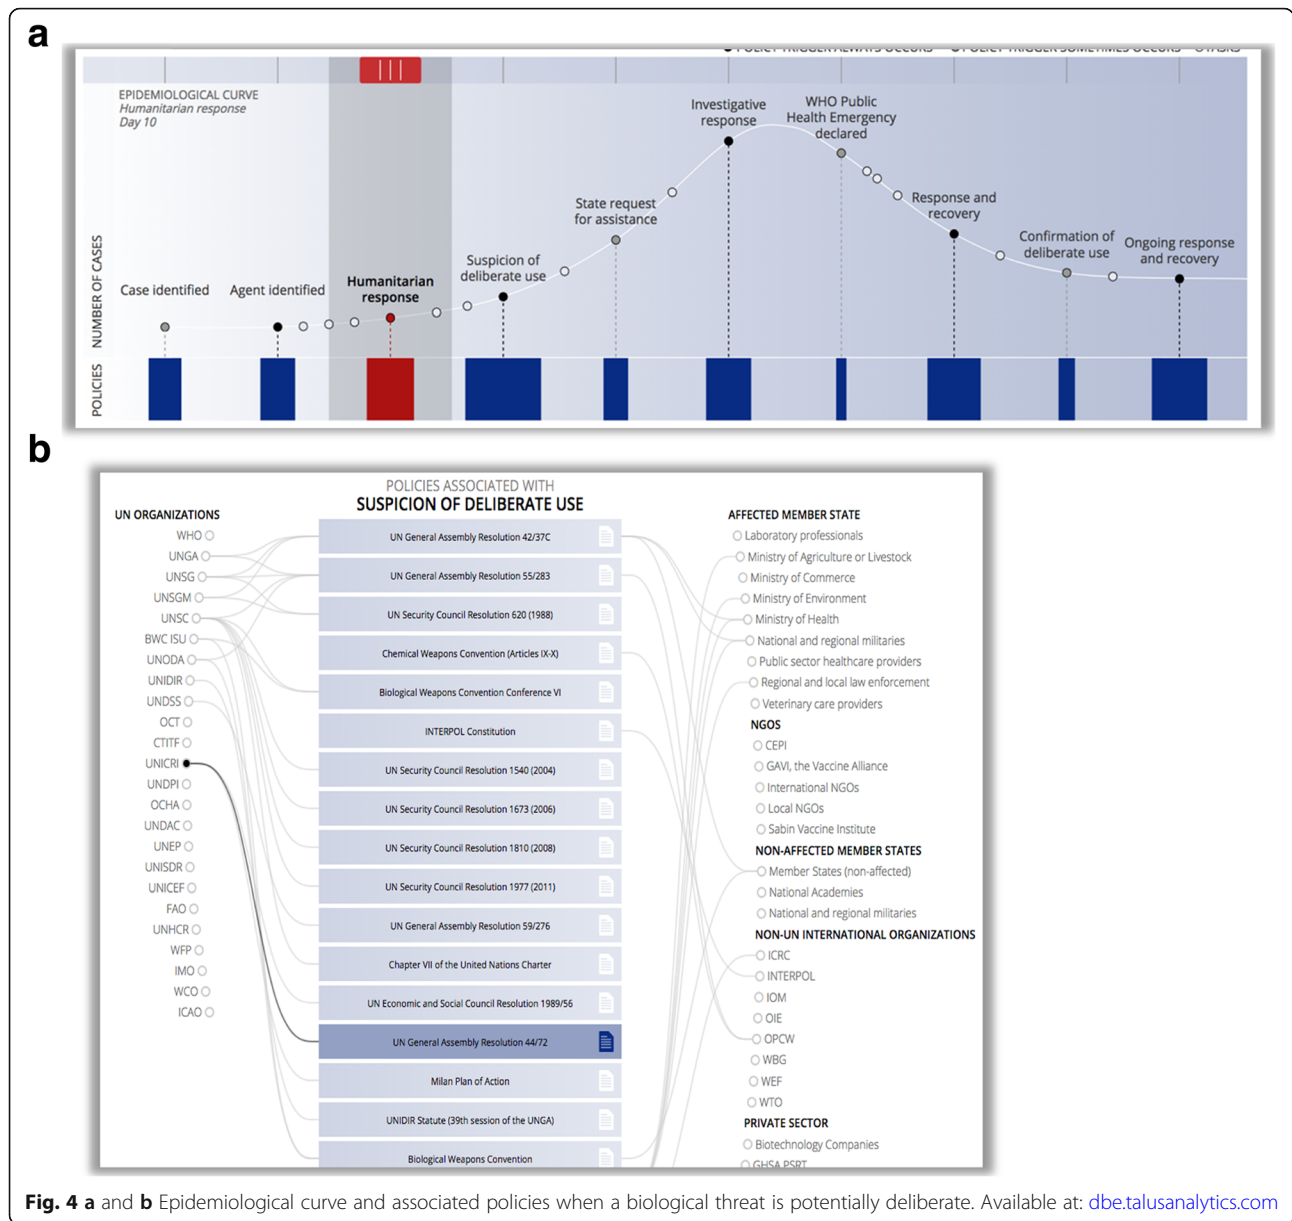 a
POLICY TRIGGER ALWAYS OCCURS POLICY TRIGGER SOMETIMES OCCURS TASKS
EPIDEMIOLOGICAL CURVE
Humanitarian response
Day 10
NUMBER OF CASES
POLICIES
Case identified
Agent identified
Humanitarian
response
Suspicion of
deliberate use
State request
for assistance
Investigative
response
WHO Public
Health Emergency
declared
Response and
recovery
Confirmation of
deliberate use
Ongoing response
and recovery
b
POLICIES ASSOCIATED WITH
SUSPICION OF DELIBERATE USE
UN ORGANIZATIONS
WHO
UNGA
UNSG
UNSGM
UNSC
BWC ISU
UNODA
UNIDIR
UNDSS
OCT
CTITF
UNICRI
UNDPI
OCHA
UNDAC
UNEP
UNISDR
UNICEF
FAO
UNHCR
WFP
IMO
WCO
ICAO
UN General Assembly Resolution 42/37C
UN General Assembly Resolution 55/283
UN Security Council Resolution 620 (1988)
Chemical Weapons Convention (Articles IX-X)
Biological Weapons Convention Conference VI
INTERPOL Constitution
UN Security Council Resolution 1540 (2004)
UN Security Council Resolution 1673 (2006)
UN Security Council Resolution 1810 (2008)
UN Security Council Resolution 1977 (2011)
UN General Assembly Resolution 59/276
Chapter VII of the United Nations Charter
UN Economic and Social Council Resolution 1989/56
UN General Assembly Resolution 44/72
Milan Plan of Action
UNIDIR Statute (39th session of the UNGA)
Biological Weapons Convention
AFFECTED MEMBER STATE
Laboratory professionals
Ministry of Agriculture or Livestock
Ministry of Commerce
Ministry of Environment
Ministry of Health
National and regional militaries
Public sector healthcare providers
Regional and local law enforcement
Veterinary care providers
NGOS
CEPI
GAVI, the Vaccine Alliance
International NGOs
Local NGOs
Sabin Vaccine Institute
NON-AFFECTED MEMBER STATES
Member States (non-affected)
National Academies
National and regional militaries
NON-UN INTERNATIONAL ORGANIZATIONS
ICRC
INTERPOL
IOM
OIE
OPCW
WBG
WEF
WTO
PRIVATE SECTOR
Biotechnology Companies
GHSA PSRT
Fig. 4 a and b Epidemiological curve and associated policies when a biological threat is potentially deliberate. Available at: dbe.talusanalytics.com